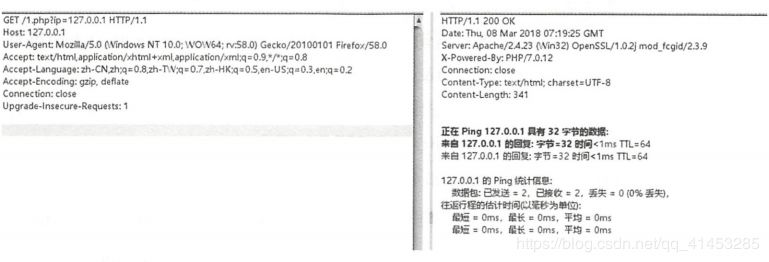 GET /1.php?ip=127.0.0.1 HTTP/1.1
Host: 127.0.0.1
User-Agent: Mozilla/5.0 (Windows NT 10.0; WOW64; rv:58.0) Gecko/20100101 Firefox/58.0
Accept: text/html,application/xhtml+xml,application/xml;q=0.9,*/*;q=0.8
Accept-Language: zh-CN,zh;q=0.8,zh-TW;q=0.7,zh-HK;q=0.5,en-US;q=0.3,en;q=0.2
Accept-Encoding: gzip, deflate
Connection: close
Upgrade-Insecure-Requests: 1
HTTP/1.1 200 OK
Date: Thu, 08 Mar 2018 07:19:25 GMT
Server: Apache/2.4.23 (Win32) OpenSSL/1.0.2j mod_fcgid/2.3.9
X-Powered-By: PHP/7.0.12
Connection: close
Content-Type: text/html; charset=UTF-8
Content-Length: 341
正在 Ping 127.0.0.1 具有 32 字节的数据:
来自 127.0.0.1 的回复: 字节=32 时间<1ms TTL=64
来自 127.0.0.1 的回复: 字节=32 时间<1ms TTL=64
127.0.0.1 的 Ping 统计信息:
数据包: 已发送 = 2，已接收 = 2，丢失 = 0 (0% 丢失)，
往返行程的估计时间(以毫秒为单位):
最短 = 0ms，最长 = 0ms，平均 = 0ms
最短 = 0ms，最长 = 0ms，平均 = 0ms
https://blog.csdn.net/qq_41453285